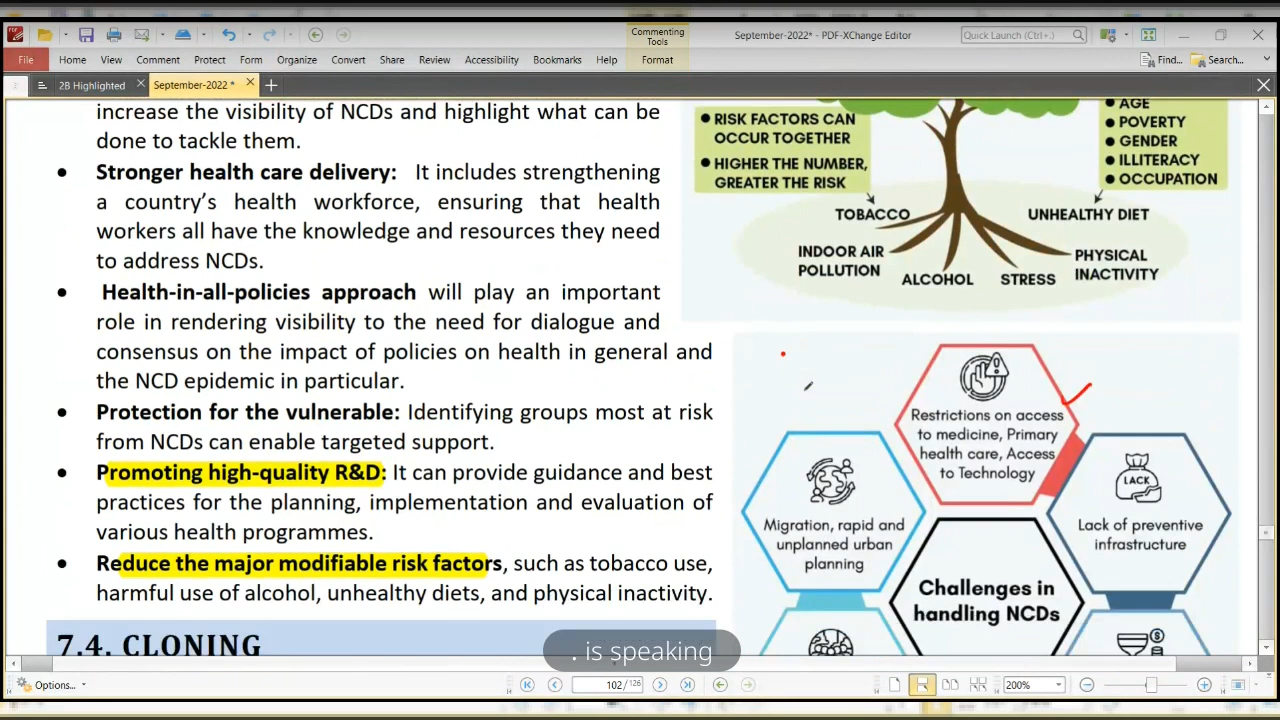 Commenting
Tools
September-2022* - PDF-XChange Editor
Quick Launch (Ctrl+.)
File
Home
View
Comment
Protect
Form
Organize
Convert
Share
Review
Accessibility
Bookmarks
Help
Format
Find...
Search...
2B Highlighted
September-2022 *
increase the visibility of NCDs and highlight what can be
done to tackle them.
• Stronger health care delivery: It includes strengthening
a country's health workforce, ensuring that health
workers all have the knowledge and resources they need
to address NCDs.
• Health-in-all-policies approach will play an important
role in rendering visibility to the need for dialogue and
consensus on the impact of policies on health in general and
the NCD epidemic in particular.
• Protection for the vulnerable: Identifying groups most at risk
from NCDs can enable targeted support.
• Promoting high-quality R&D: It can provide guidance and best
practices for the planning, implementation and evaluation of
various health programmes.
• Reduce the major modifiable risk factors, such as tobacco use,
harmful use of alcohol, unhealthy diets, and physical inactivity.
7.4. CLONING
• RISK FACTORS CAN
OCCUR TOGETHER
• HIGHER THE NUMBER,
GREATER THE RISK
• AGE
• POVERTY
• GENDER
• ILLITERACY
• OCCUPATION
TOBACCO
UNHEALTHY DIET
INDOOR AIR
POLLUTION
ALCOHOL
STRESS
PHYSICAL
INACTIVITY
Restrictions on access
to medicine, Primary
health care, Access
to Technology
Migration, rapid and
unplanned urban
planning
LACK
Lack of preventive
infrastructure
Challenges in
handling NCDs
. is speaking
Options...
102 / 126
200%